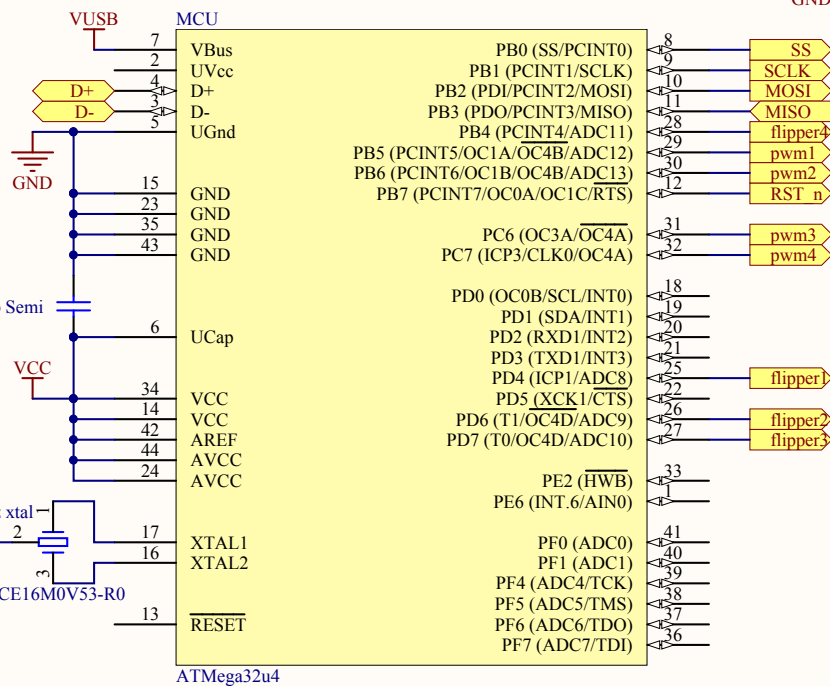 GND
VUSB
MCU
7 VBus
2 UVcc
D+ 4 D+
D- 3 D-
5 UGnd
GND
15 GND
23 GND
35 GND
43 GND
Semi
6 UCap
VCC
34 VCC
14 VCC
42 AREF
44 AVCC
24 AVCC
xtal 1
2
3
17 XTAL1
16 XTAL2
CE16M0V53-R0
13 RESET
PB0 (SS/PCINT0) 8 SS
PB1 (PCINT1/SCLK) 9 SCLK
PB2 (PDI/PCINT2/MOSI) 10 MOSI
PB3 (PDO/PCINT3/MISO) 11 MISO
PB4 (PCINT4/ADC11) 28 flipper4
PB5 (PCINT5/OC1A/OC4B/ADC12) 29 pwm1
PB6 (PCINT6/OC1B/OC4B/ADC13) 30 pwm2
PB7 (PCINT7/OC0A/OC1C/RTS) 12 RST_n
PC6 (OC3A/OC4A) 31 pwm3
PC7 (ICP3/CLK0/OC4A) 32 pwm4
PD0 (OC0B/SCL/INT0) 18
PD1 (SDA/INT1) 19
PD2 (RXD1/INT2) 20
PD3 (TXD1/INT3) 21
PD4 (ICP1/ADC8) 25 flipper1
PD5 (XCK1/CTS) 22
PD6 (T1/OC4D/ADC9) 26 flipper2
PD7 (T0/OC4D/ADC10) 27 flipper3
PE2 (HWB) 33
PE6 (INT.6/AIN0) 1
PF0 (ADC0) 41
PF1 (ADC1) 40
PF4 (ADC4/TCK) 39
PF5 (ADC5/TMS) 38
PF6 (ADC6/TDO) 37
PF7 (ADC7/TDI) 36
ATMega32u4